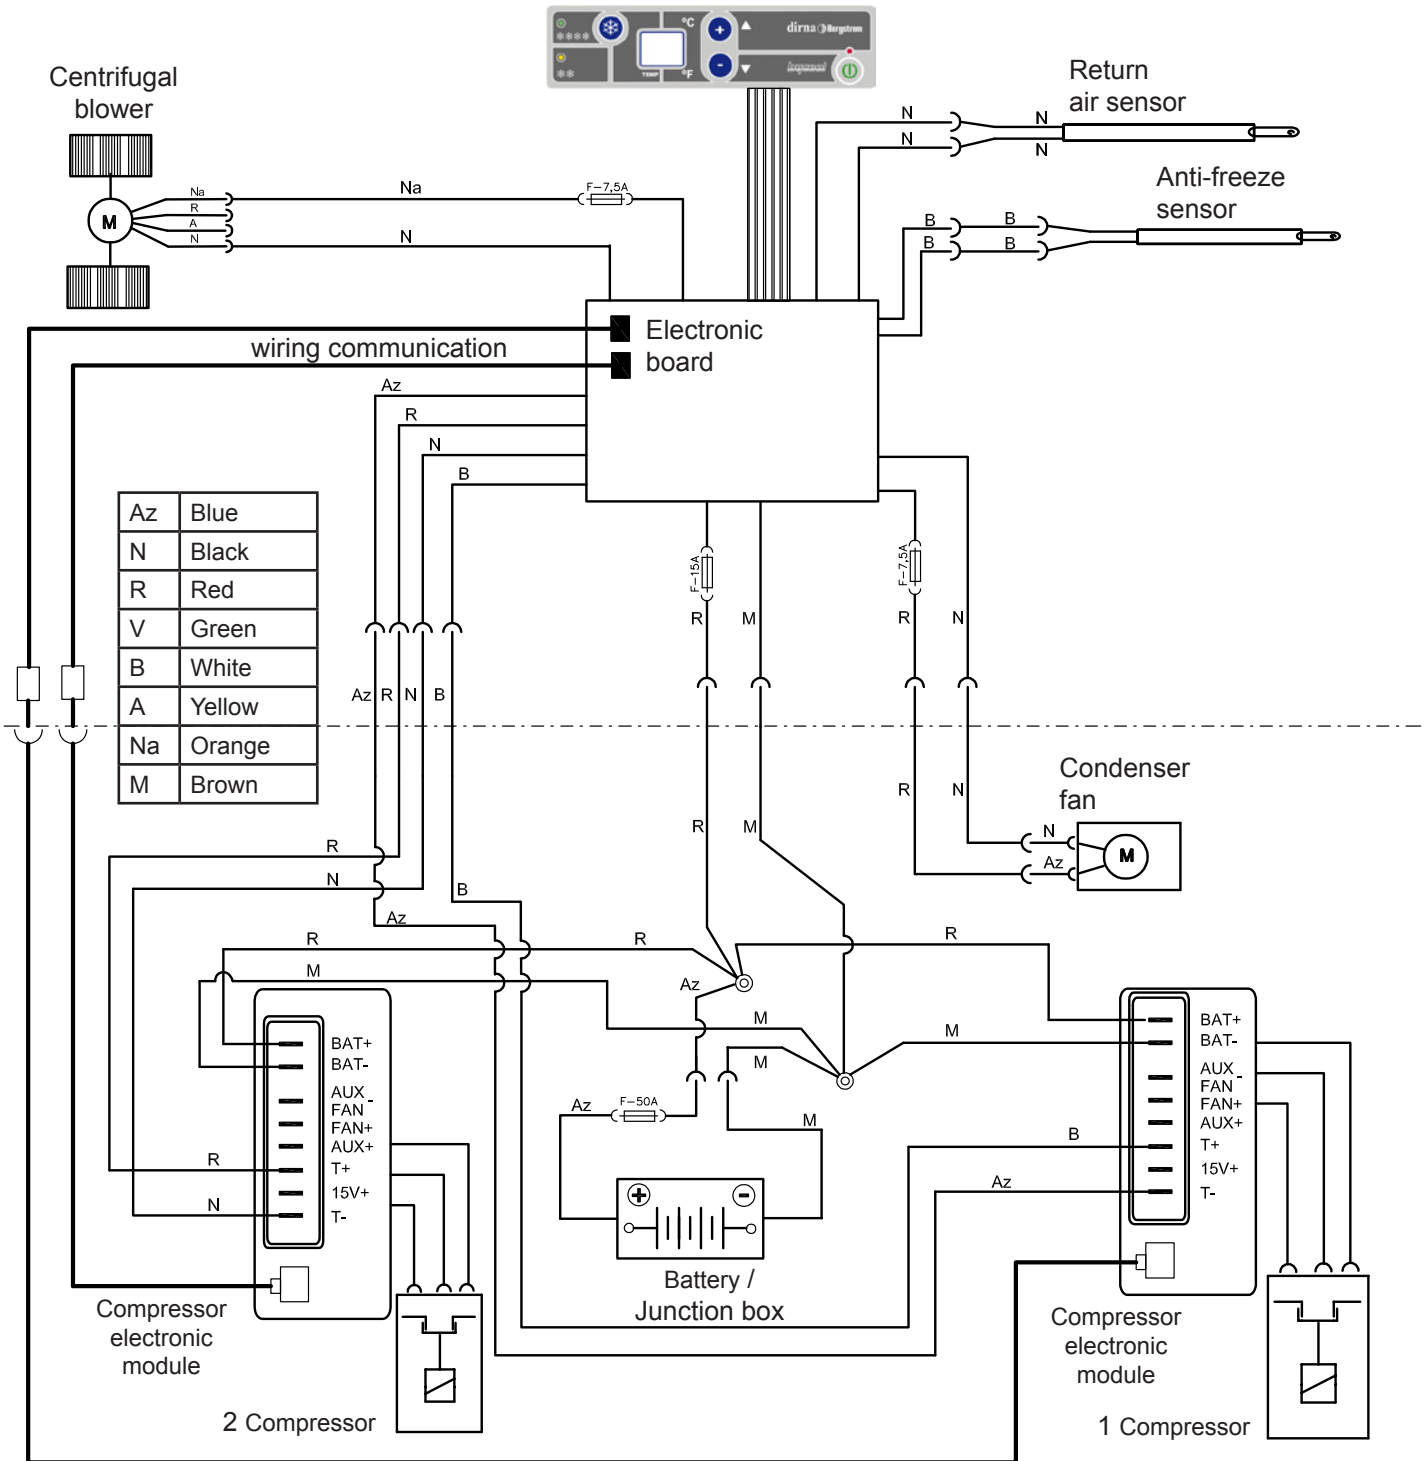 °C
°F
TEMP
+
-
dirna Bergstrom
Centrifugal
blower
M
Na
R
A
N
Na
N
F-7,5A
N
N
N
N
Return
air sensor
Anti-freeze
sensor
B
B
B
B
Electronic
board
wiring communication
Az
R
N
B
Az Blue
N Black
R Red
V Green
B White
A Yellow
Na Orange
M Brown
F-15A
F-7,5A
R
M
R
N
Az
R
N
B
R
M
R
N
Condenser
fan
N
Az
M
R
N
B
Az
R
R
R
M
Az
M
M
M
BAT+
BAT-
AUX
FAN -
FAN+
AUX+
T+
15V+
T-
R
N
Az
F-50A
M
+
-
Battery /
Junction box
BAT+
BAT-
AUX
FAN -
FAN+
AUX+
T+
15V+
T-
B
Az
Compressor
electronic
module
2 Compressor
Compressor
electronic
module
1 Compressor